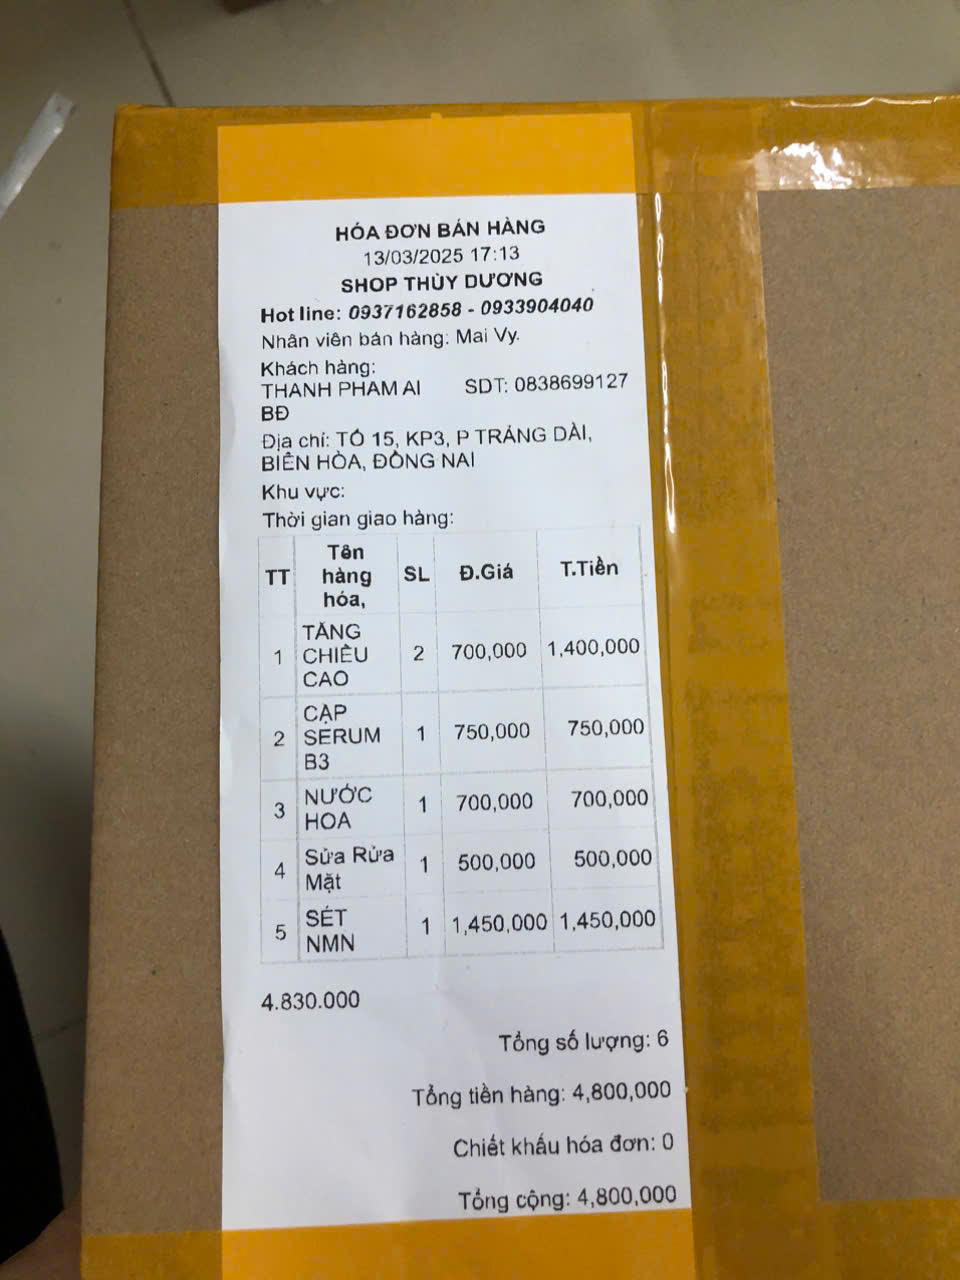 HÓA ĐƠN BÁN HÀNG
13/03/2025 17:13
SHOP THÙY DƯƠNG
Hot line: 0937162858 - 0933904040
Nhân viên bán hàng: Mai Vy.
Khách hàng:
THANH PHAM AI SDT: 0838699127
BĐ
Địa chỉ: TỔ 15, KP3, P TRẢNG DÀI,
BIÊN HÒA, ĐỒNG NAI
Khu vực:
Thời gian giao hàng:
TT Tên hàng hóa, SL Đ.Giá T.Tiền
1 TĂNG CHIỀU CAO 2 700,000 1,400,000
2 CẶP SERUM B3 1 750,000 750,000
3 NƯỚC HOA 1 700,000 700,000
4 Sửa Rửa Mặt 1 500,000 500,000
5 SÉT NMN 1 1,450,000 1,450,000
4.830.000
Tổng số lượng: 6
Tổng tiền hàng: 4,800,000
Chiết khấu hóa đơn: 0
Tổng cộng: 4,800,000